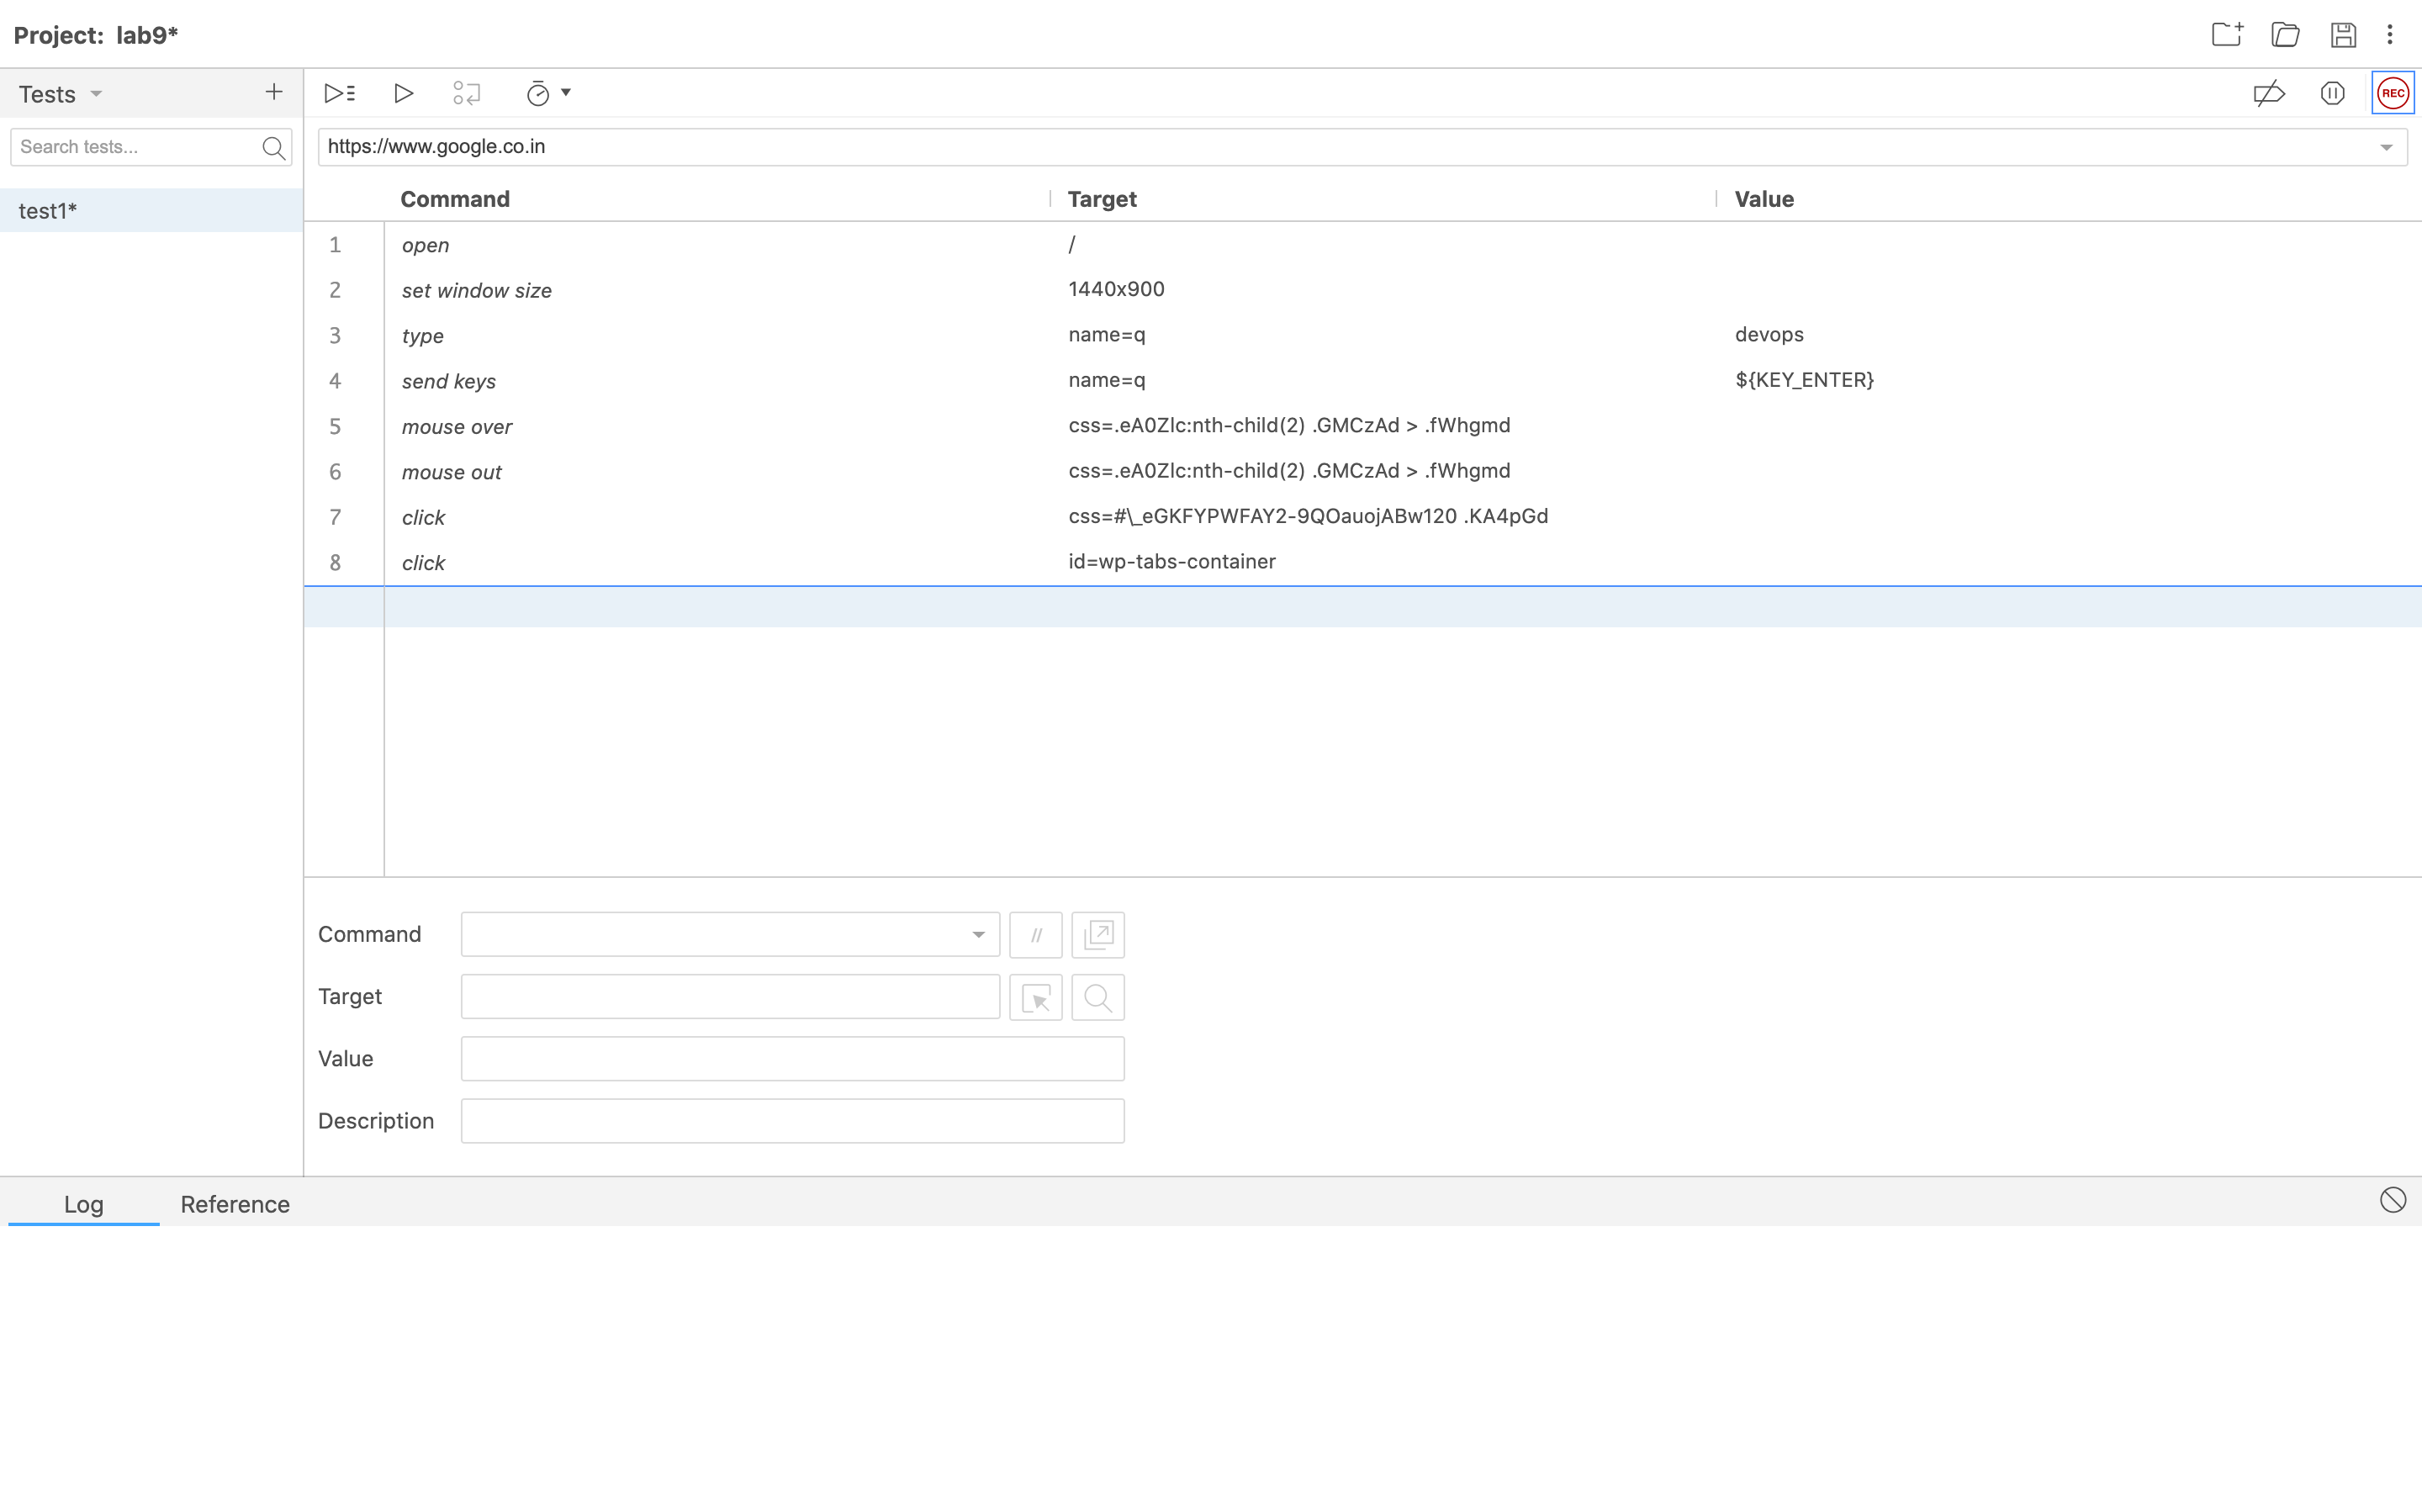 Project: lab9*
Tests
Search tests...
test1*
REC
https://www.google.co.in
Command Target Value
1 open /
2 set window size 1440x900
3 type name=q devops
4 send keys name=q ${KEY_ENTER}
5 mouse over css=.eA0Zlc:nth-child(2) .GMCzAd > .fWhgmd
6 mouse out css=.eA0Zlc:nth-child(2) .GMCzAd > .fWhgmd
7 click css=#\_eGKFYPWFAY2-9QOauojABw120 .KA4pGd
8 click id=wp-tabs-container
Command //
Target
Value
Description
Log Reference